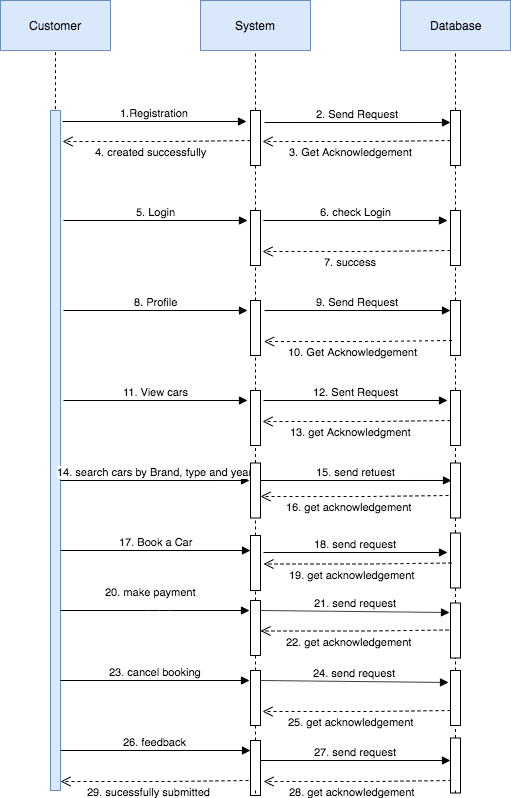 Customer
System
Database
1.Registration
2. Send Request
4. created successfully
3. Get Acknowledgement
5. Login
6. check Login
7. success
8. Profile
9. Send Request
10. Get Acknowledgement
11. View cars
12. Sent Request
13. get Acknowledgment
14. search cars by Brand, type and year
15. send retuest
16. get acknowledgement
17. Book a Car
18. send request
19. get acknowledgement
20. make payment
21. send request
22. get acknowledgement
23. cancel booking
24. send request
25. get acknowledgement
26. feedback
27. send request
29. sucessfully submitted
28. get acknowledgement